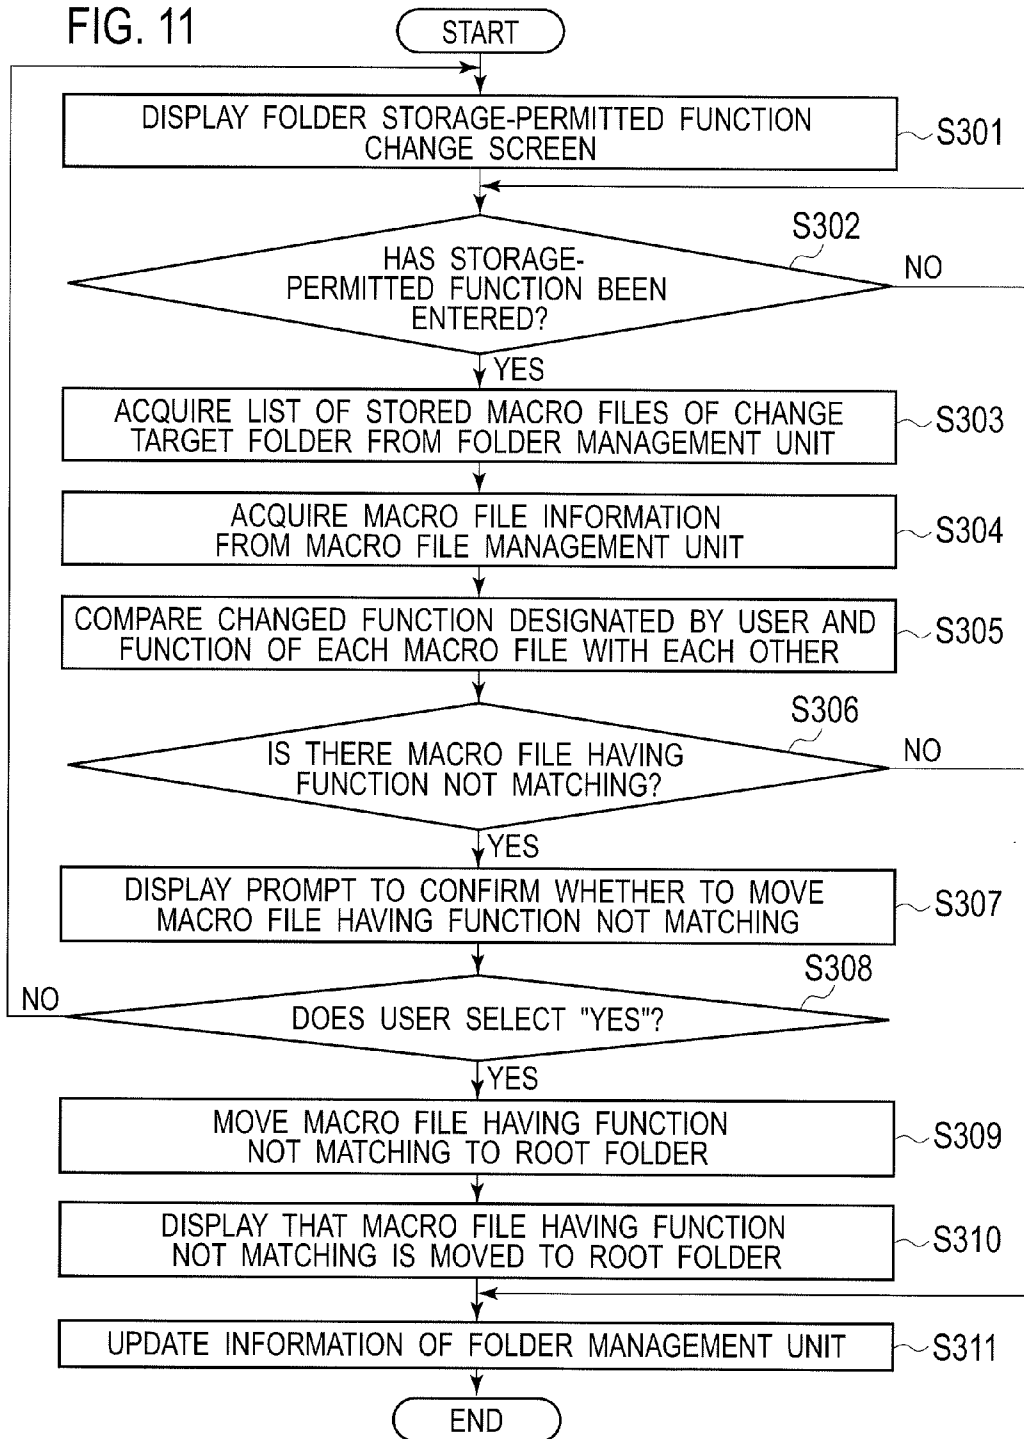 FIG. 11
START
DISPLAY FOLDER STORAGE-PERMITTED FUNCTION
CHANGE SCREEN
S301
S302
HAS STORAGE-
PERMITTED FUNCTION BEEN
ENTERED?
NO
YES
ACQUIRE LIST OF STORED MACRO FILES OF CHANGE
TARGET FOLDER FROM FOLDER MANAGEMENT UNIT
S303
ACQUIRE MACRO FILE INFORMATION
FROM MACRO FILE MANAGEMENT UNIT
S304
COMPARE CHANGED FUNCTION DESIGNATED BY USER AND
FUNCTION OF EACH MACRO FILE WITH EACH OTHER
S305
S306
IS THERE MACRO FILE HAVING
FUNCTION NOT MATCHING?
NO
YES
DISPLAY PROMPT TO CONFIRM WHETHER TO MOVE
MACRO FILE HAVING FUNCTION NOT MATCHING
S307
S308
NO
DOES USER SELECT "YES"?
YES
MOVE MACRO FILE HAVING FUNCTION
NOT MATCHING TO ROOT FOLDER
S309
DISPLAY THAT MACRO FILE HAVING FUNCTION
NOT MATCHING IS MOVED TO ROOT FOLDER
S310
UPDATE INFORMATION OF FOLDER MANAGEMENT UNIT
S311
END